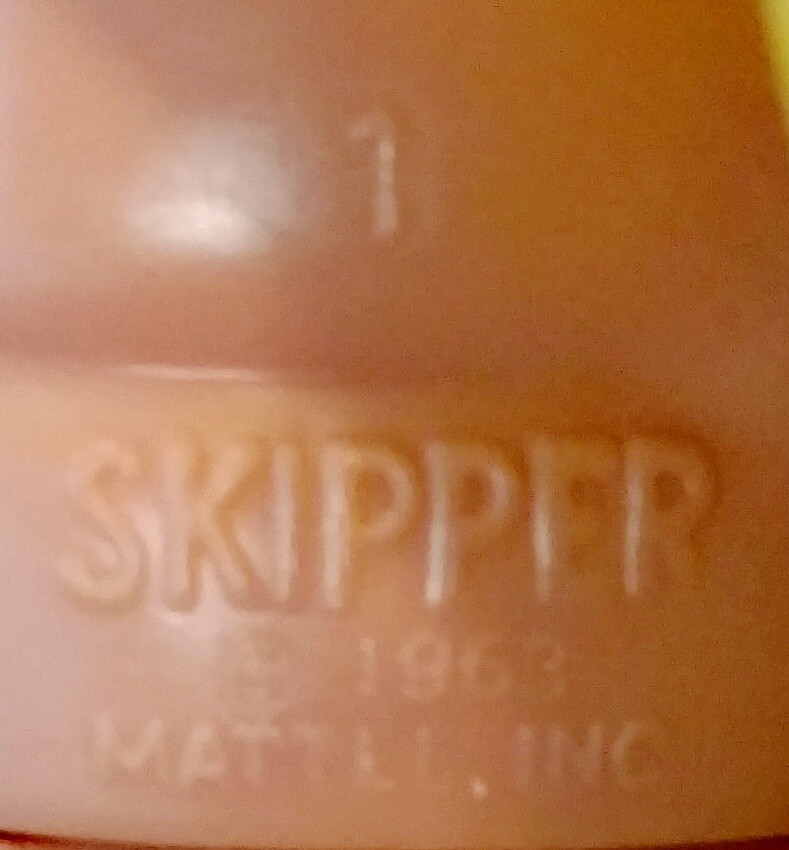 1
SKIPPER
© 1963
MATTEL, INC